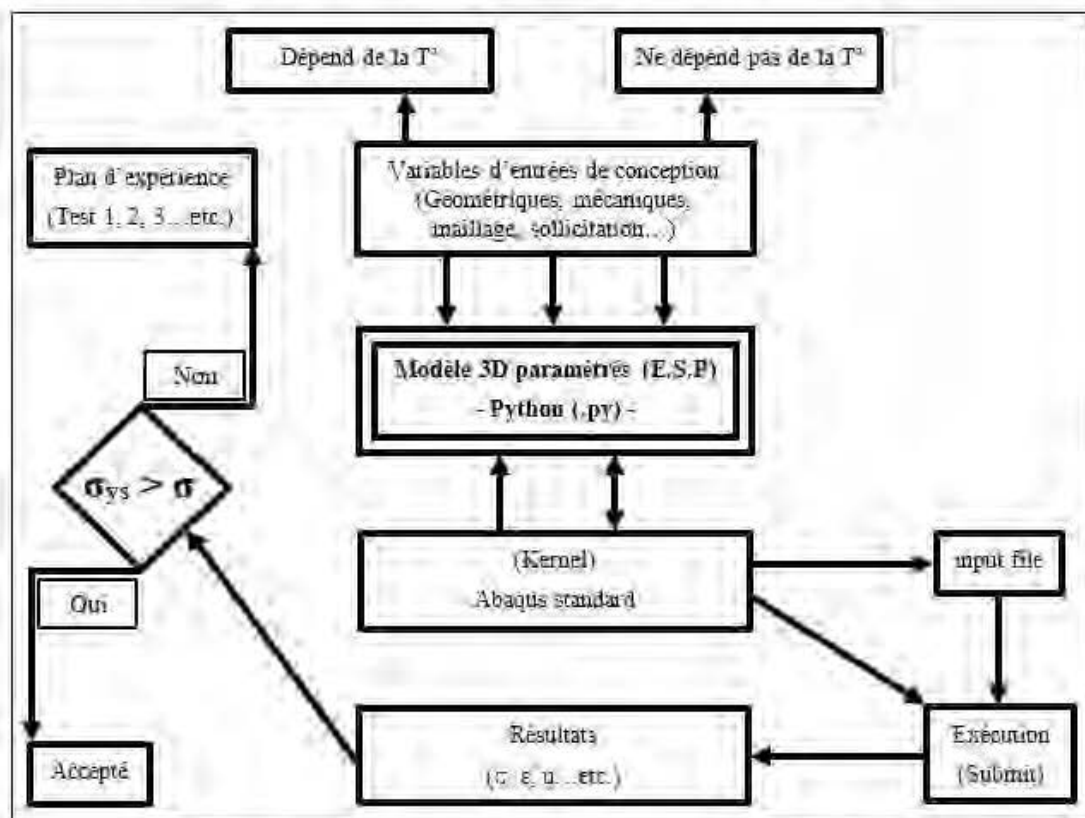 Dépend de la T°
Ne dépend pas de la T°
Variables d'entrées de conception
(Géométriques, mécaniques,
maillage, sollicitation…)
Plan d'expérience
(Test 1, 2, 3…etc.)
Modèle 3D paramètres (E.S.P)
- Python (.py) -
Non
σys > σ
(Kernel)
Abaqus standard
input file
Oui
Résultats
(σ, ε, u…etc.)
Exécution
(Submit)
Accepté